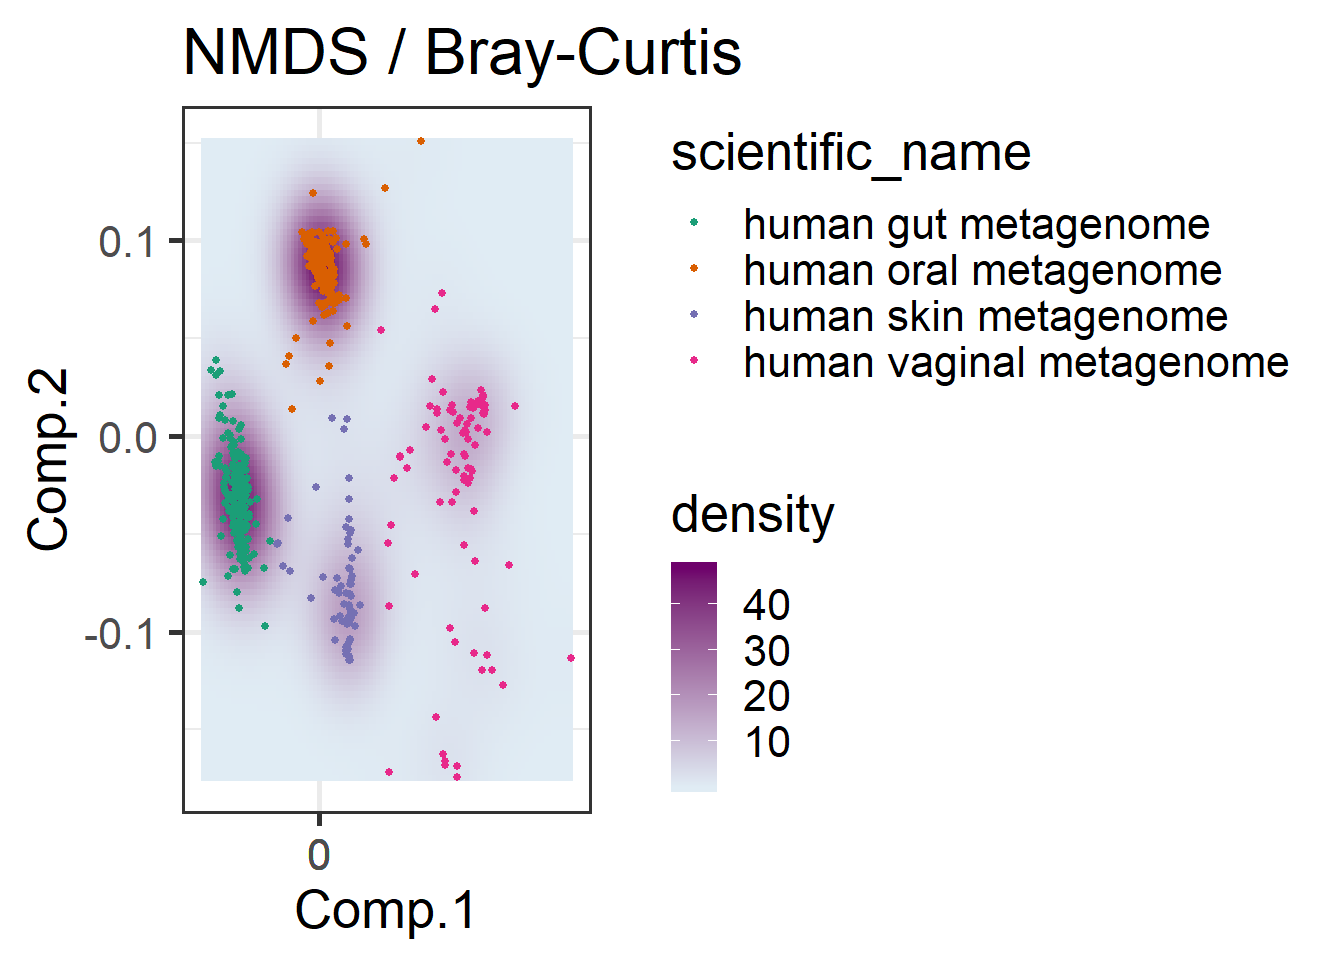 NMDS / Bray-Curtis
scientific_name
human gut metagenome
human oral metagenome
human skin metagenome
human vaginal metagenome
0.1
0.0
-0.1
Comp.2
density
40
30
20
10
0
Comp.1